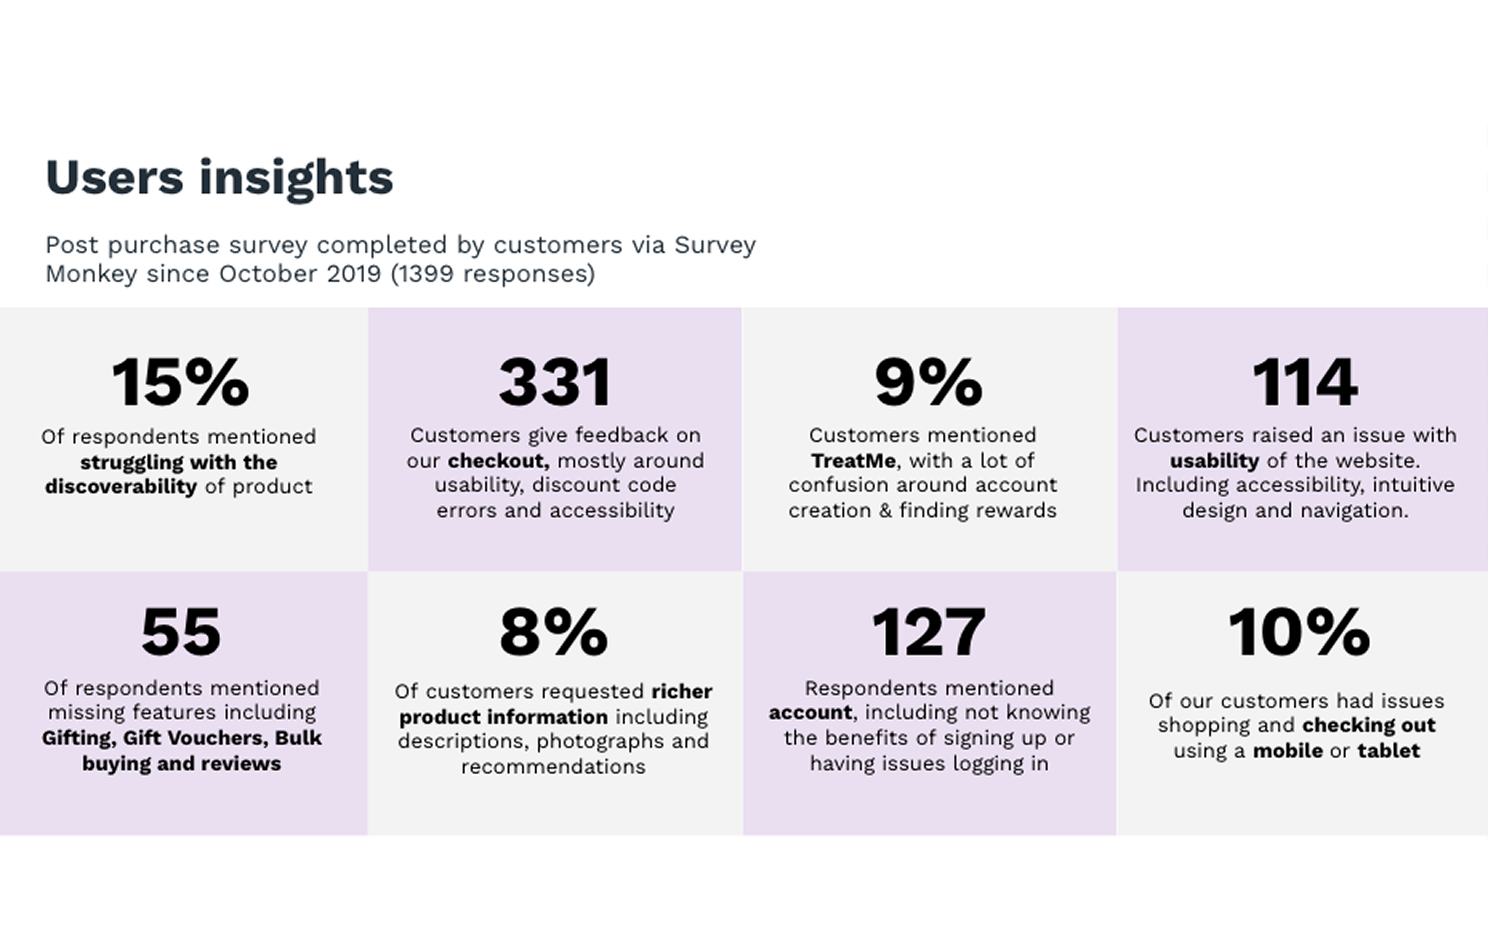 Users insights
Post purchase survey completed by customers via Survey
Monkey since October 2019 (1399 responses)
15%
Of respondents mentioned
struggling with the
discoverability of product
331
Customers give feedback on
our checkout, mostly around
usability, discount code
errors and accessibility
9%
Customers mentioned
TreatMe, with a lot of
confusion around account
creation & finding rewards
114
Customers raised an issue with
usability of the website.
Including accessibility, intuitive
design and navigation.
55
Of respondents mentioned
missing features including
Gifting, Gift Vouchers, Bulk
buying and reviews
8%
Of customers requested richer
product information including
descriptions, photographs and
recommendations
127
Respondents mentioned
account, including not knowing
the benefits of signing up or
having issues logging in
10%
Of our customers had issues
shopping and checking out
using a mobile or tablet